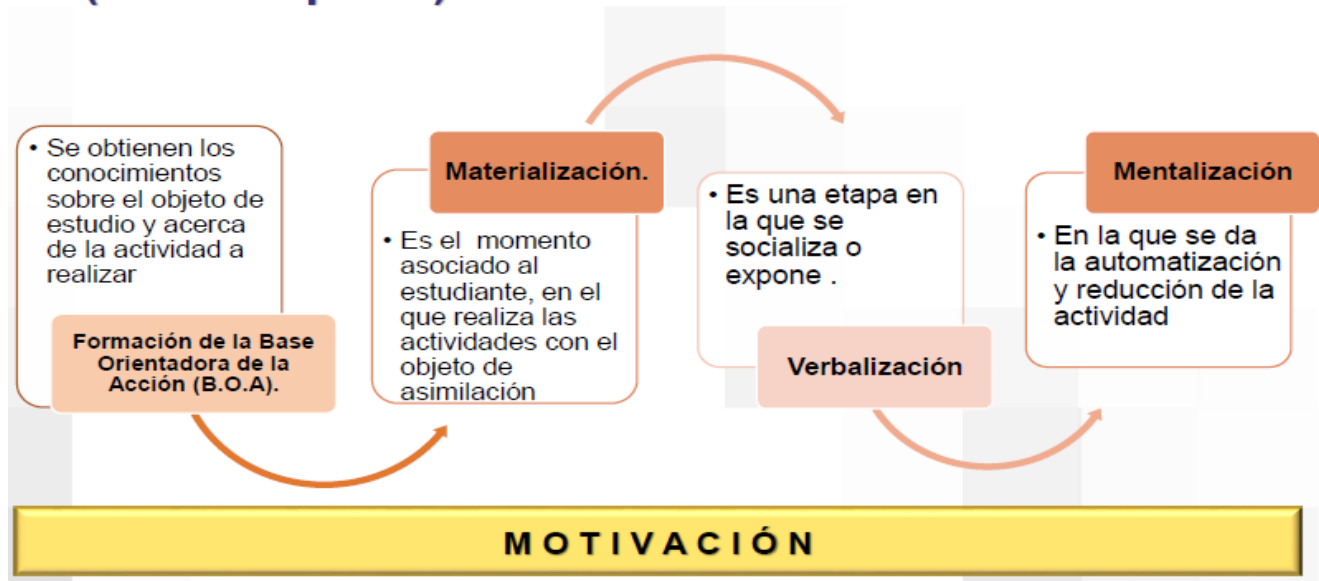 • Se obtienen los
conocimientos
sobre el objeto de
estudio y acerca
de la actividad a
realizar
Formación de la Base
Orientadora de la
Acción (B.O.A).
Materialización.
• Es el momento
asociado al
estudiante, en el
que realiza las
actividades con el
objeto de
asimilación
• Es una etapa en
la que se
socializa o
expone .
Verbalización
Mentalización
• En la que se da
la automatización
y reducción de la
actividad
MOTIVACIÓN